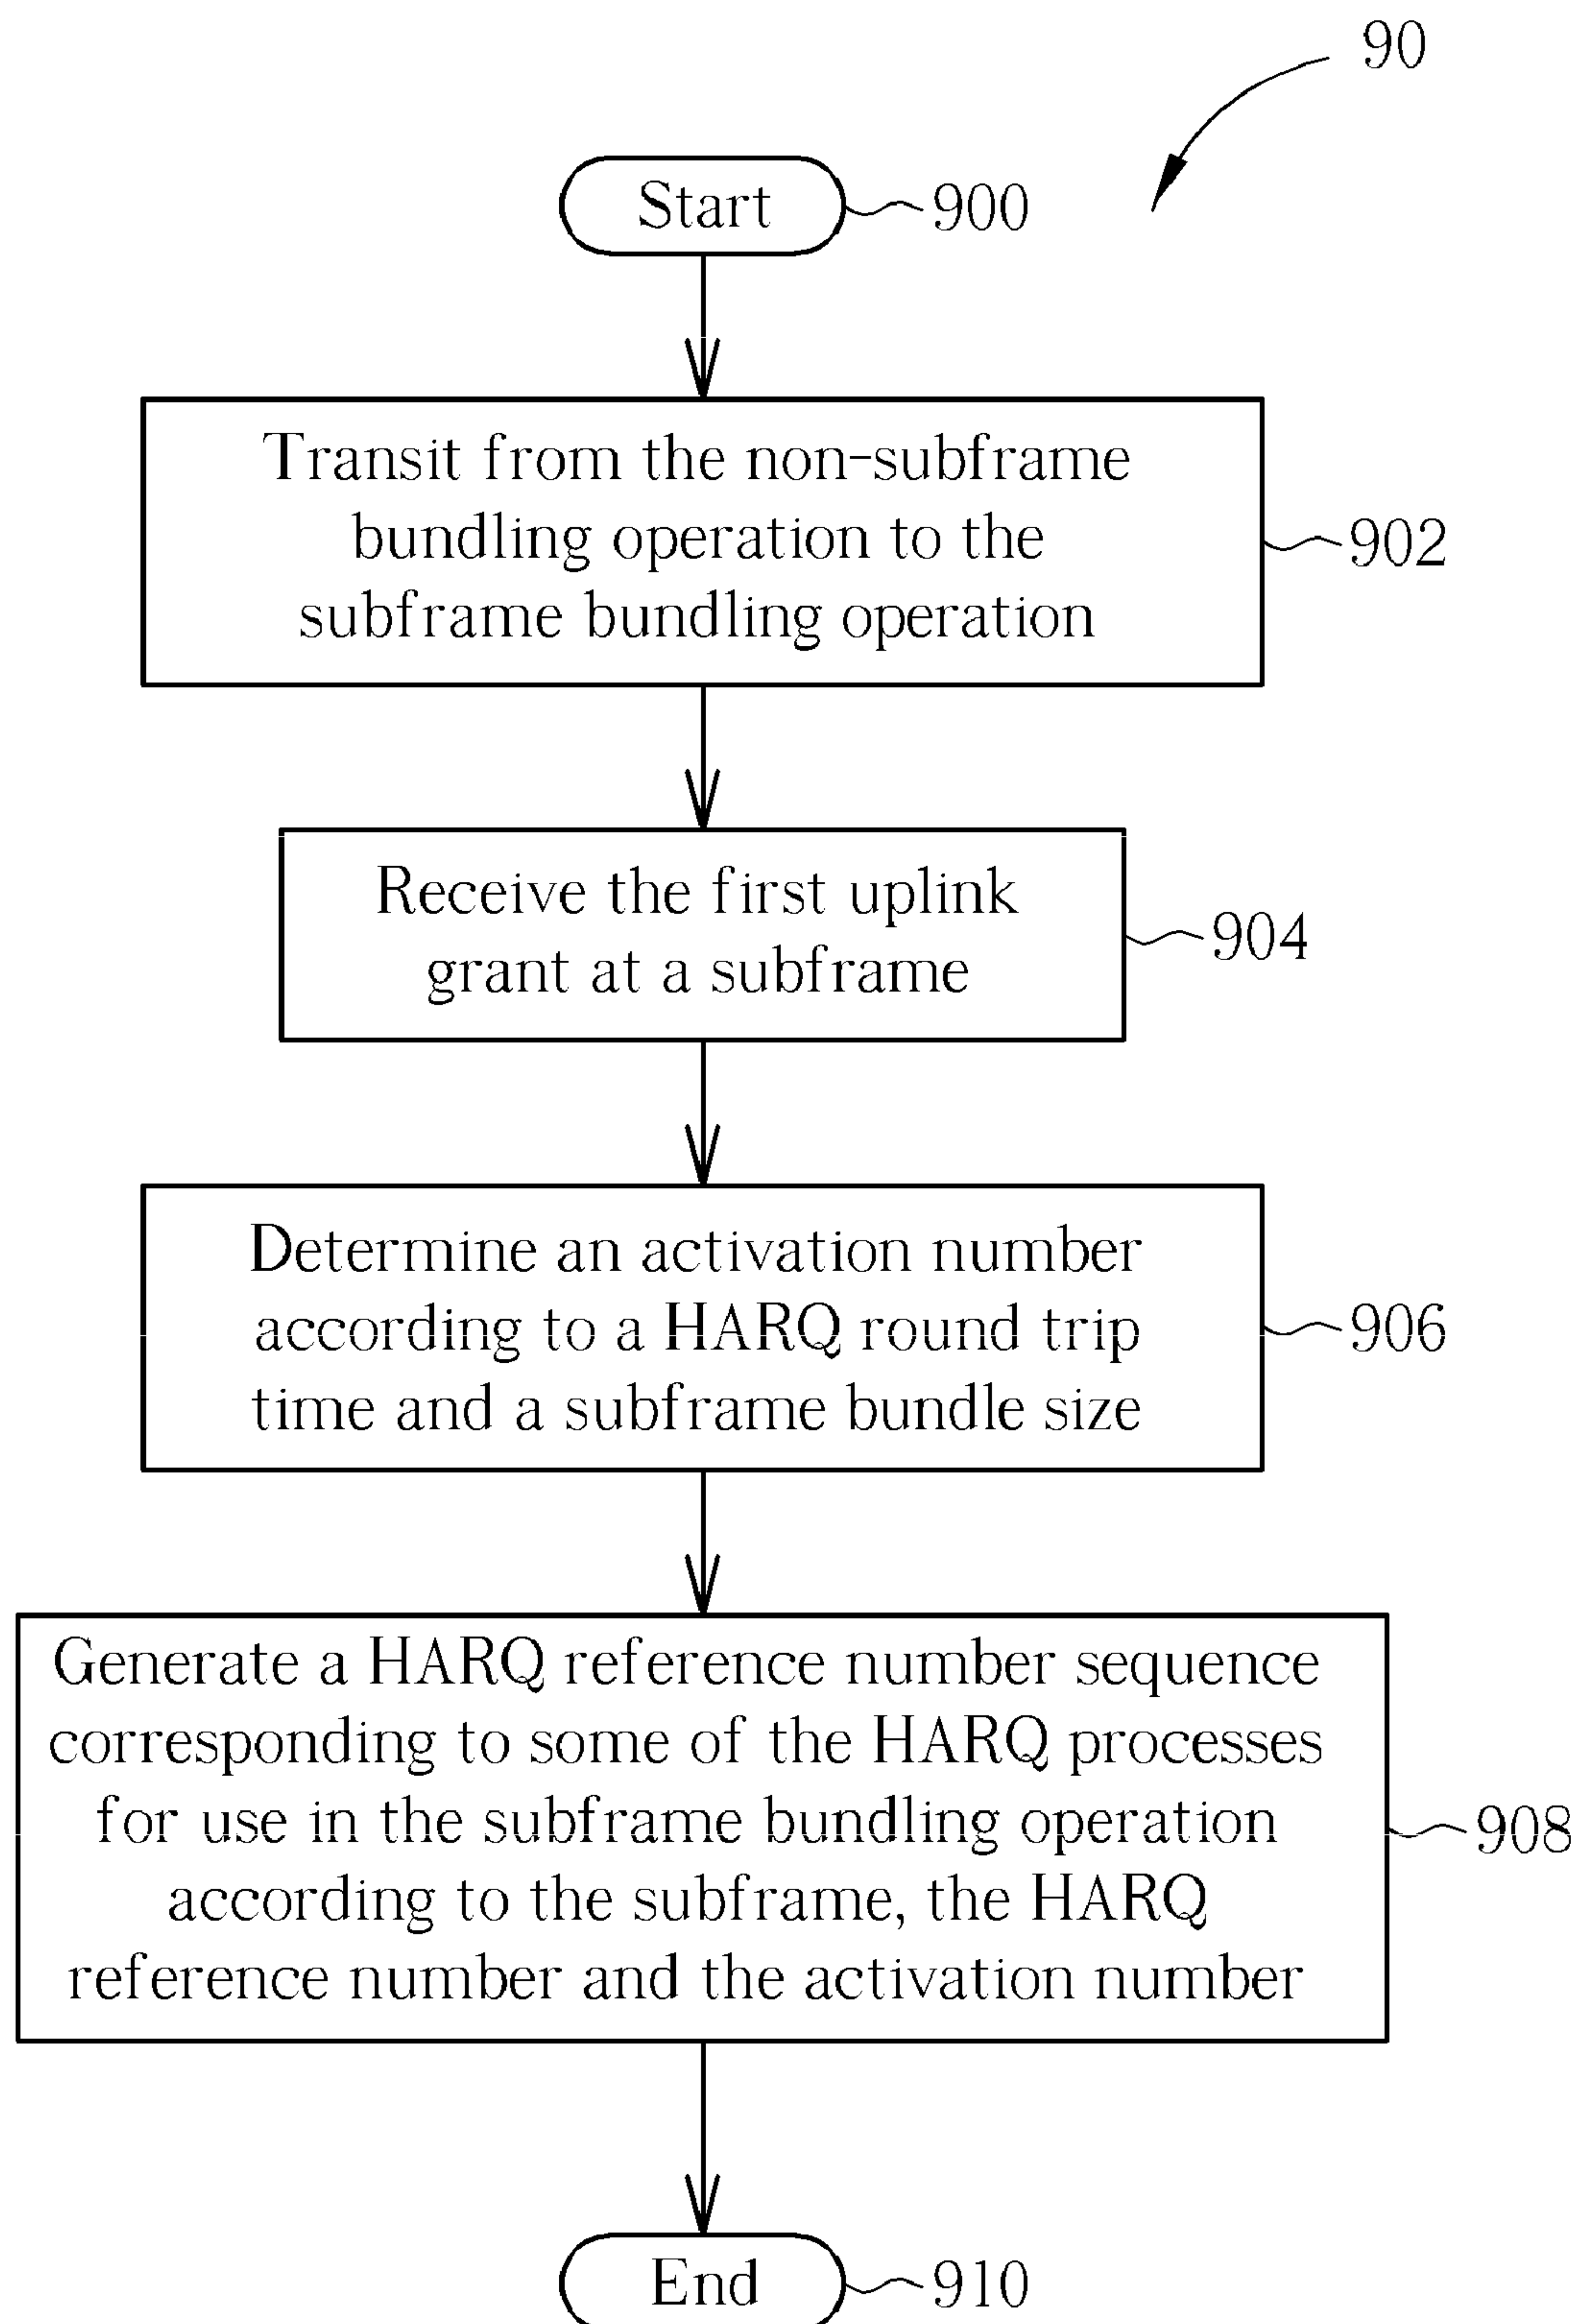 90
Start
900
Transit from the non-subframe
bundling operation to the
subframe bundling operation
902
Receive the first uplink
grant at a subframe
904
Determine an activation number
according to a HARQ round trip
time and a subframe bundle size
906
Generate a HARQ reference number sequence
corresponding to some of the HARQ processes
for use in the subframe bundling operation
according to the subframe, the HARQ
reference number and the activation number
908
End
910